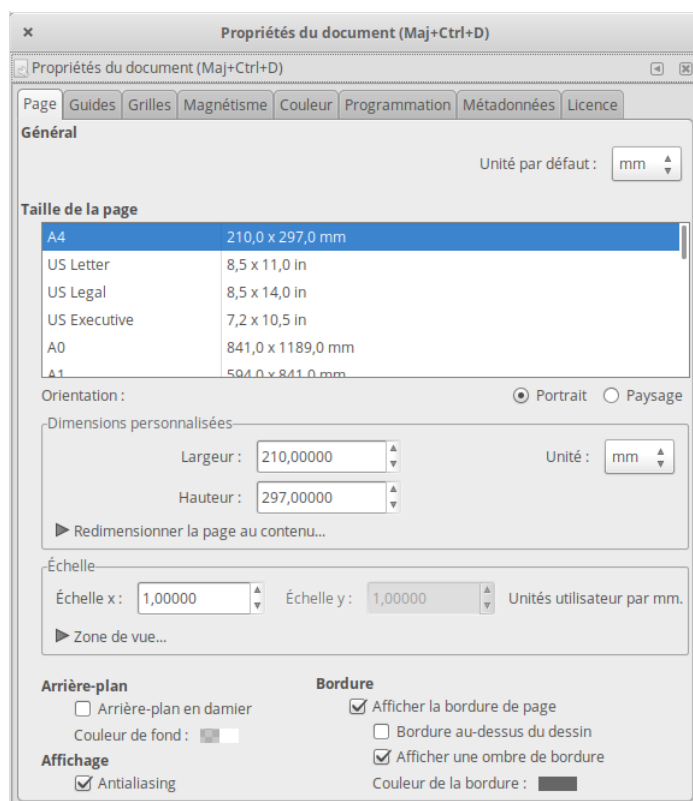 Propriétés du document (Maj+Ctrl+D)
Propriétés du document (Maj+Ctrl+D)
Page Guides Grilles Magnétisme Couleur Programmation Métadonnées Licence
Général
Unité par défaut : mm
Taille de la page
A4 210,0 x 297,0 mm
US Letter 8,5 x 11,0 in
US Legal 8,5 x 14,0 in
US Executive 7,2 x 10,5 in
A0 841,0 x 1189,0 mm
A1 594,0 x 841,0 mm
Orientation : Portrait Paysage
Dimensions personnalisées
Largeur : 210,00000 Unité : mm
Hauteur : 297,00000
Redimensionner la page au contenu...
Échelle
Échelle x : 1,00000 Échelle y : 1,00000 Unités utilisateur par mm.
Zone de vue...
Arrière-plan
Arrière-plan en damier
Couleur de fond :
Affichage
Antialiasing
Bordure
Afficher la bordure de page
Bordure au-dessus du dessin
Afficher une ombre de bordure
Couleur de la bordure :